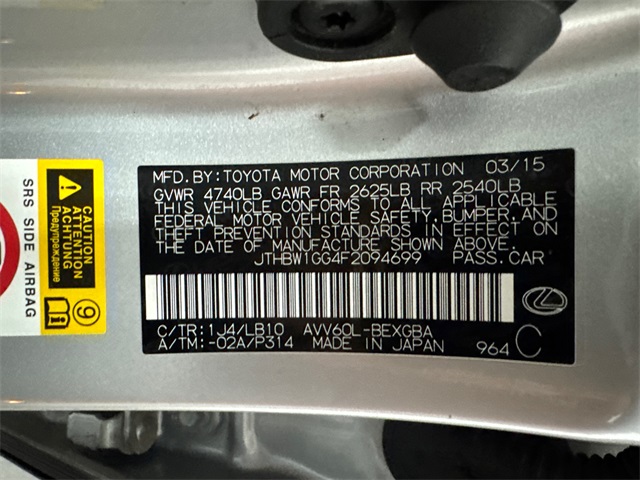 MFD.BY:TOYOTA MOTOR CORPORATION 03/15
GVWR 4740LB GAWR FR 2625LB RR 2540LB
THIS VEHICLE CONFORMS TO ALL APPLICABLE
FEDERAL MOTOR VEHICLE SAFETY,BUMPER,AND
THEFT PREVENTION STANDARDS IN EFFECT ON
THE DATE OF MANUFACTURE SHOWN ABOVE.
JTHBW1GG4F2094699 PASS.CAR
C/TR:1J4/LB10 AVV60L-BEXGBA
A/TM:-02A/P314 MADE IN JAPAN 964 C
SRS SIDE AIRBAG
CAUTION
ATTENTION
ACHTUNG
Предупреждение
9
i